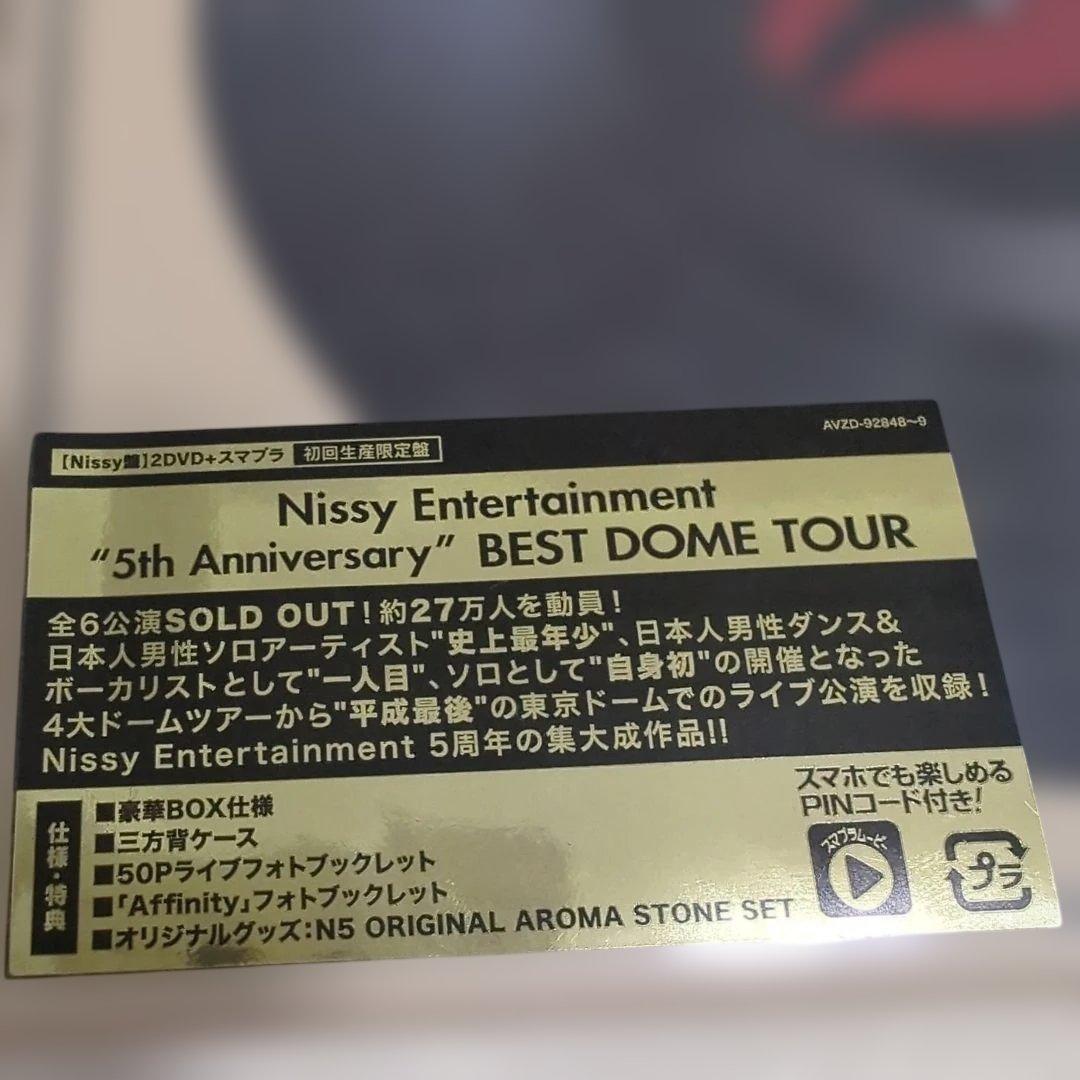 AVZD-92848～9
【Nissy盤】2DVD+スマプラ 初回生産限定盤
Nissy Entertainment
"5th Anniversary" BEST DOME TOUR
全6公演SOLD OUT！約27万人を動員！
日本人男性ソロアーティスト"史上最年少"、日本人男性ダンス&
ボーカリストとして"一人目"、ソロとして"自身初"の開催となった
4大ドームツアーから"平成最後"の東京ドームでのライブ公演を収録！
Nissy Entertainment 5周年の集大成作品!!
仕様・特典
■豪華BOX仕様
■三方背ケース
■50Pライブフォトブックレット
■「Affinity」フォトブックレット
■オリジナルグッズ：N5 ORIGINAL AROMA STONE SET
スマホでも楽しめる
PINコード付き！
スマプラムービー
プラ